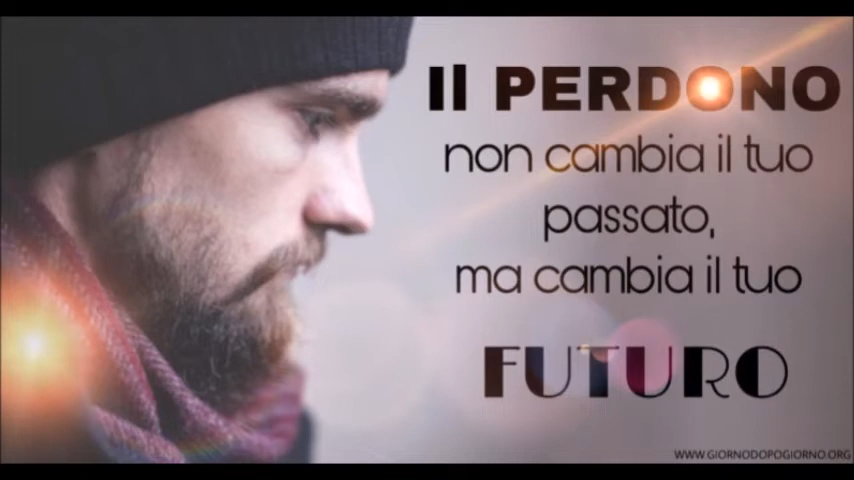 Il PERDONO
non cambia il tuo
passato,
ma cambia il tuo
FUTURO
WWW.GIORNODOPOGIORNO.ORG